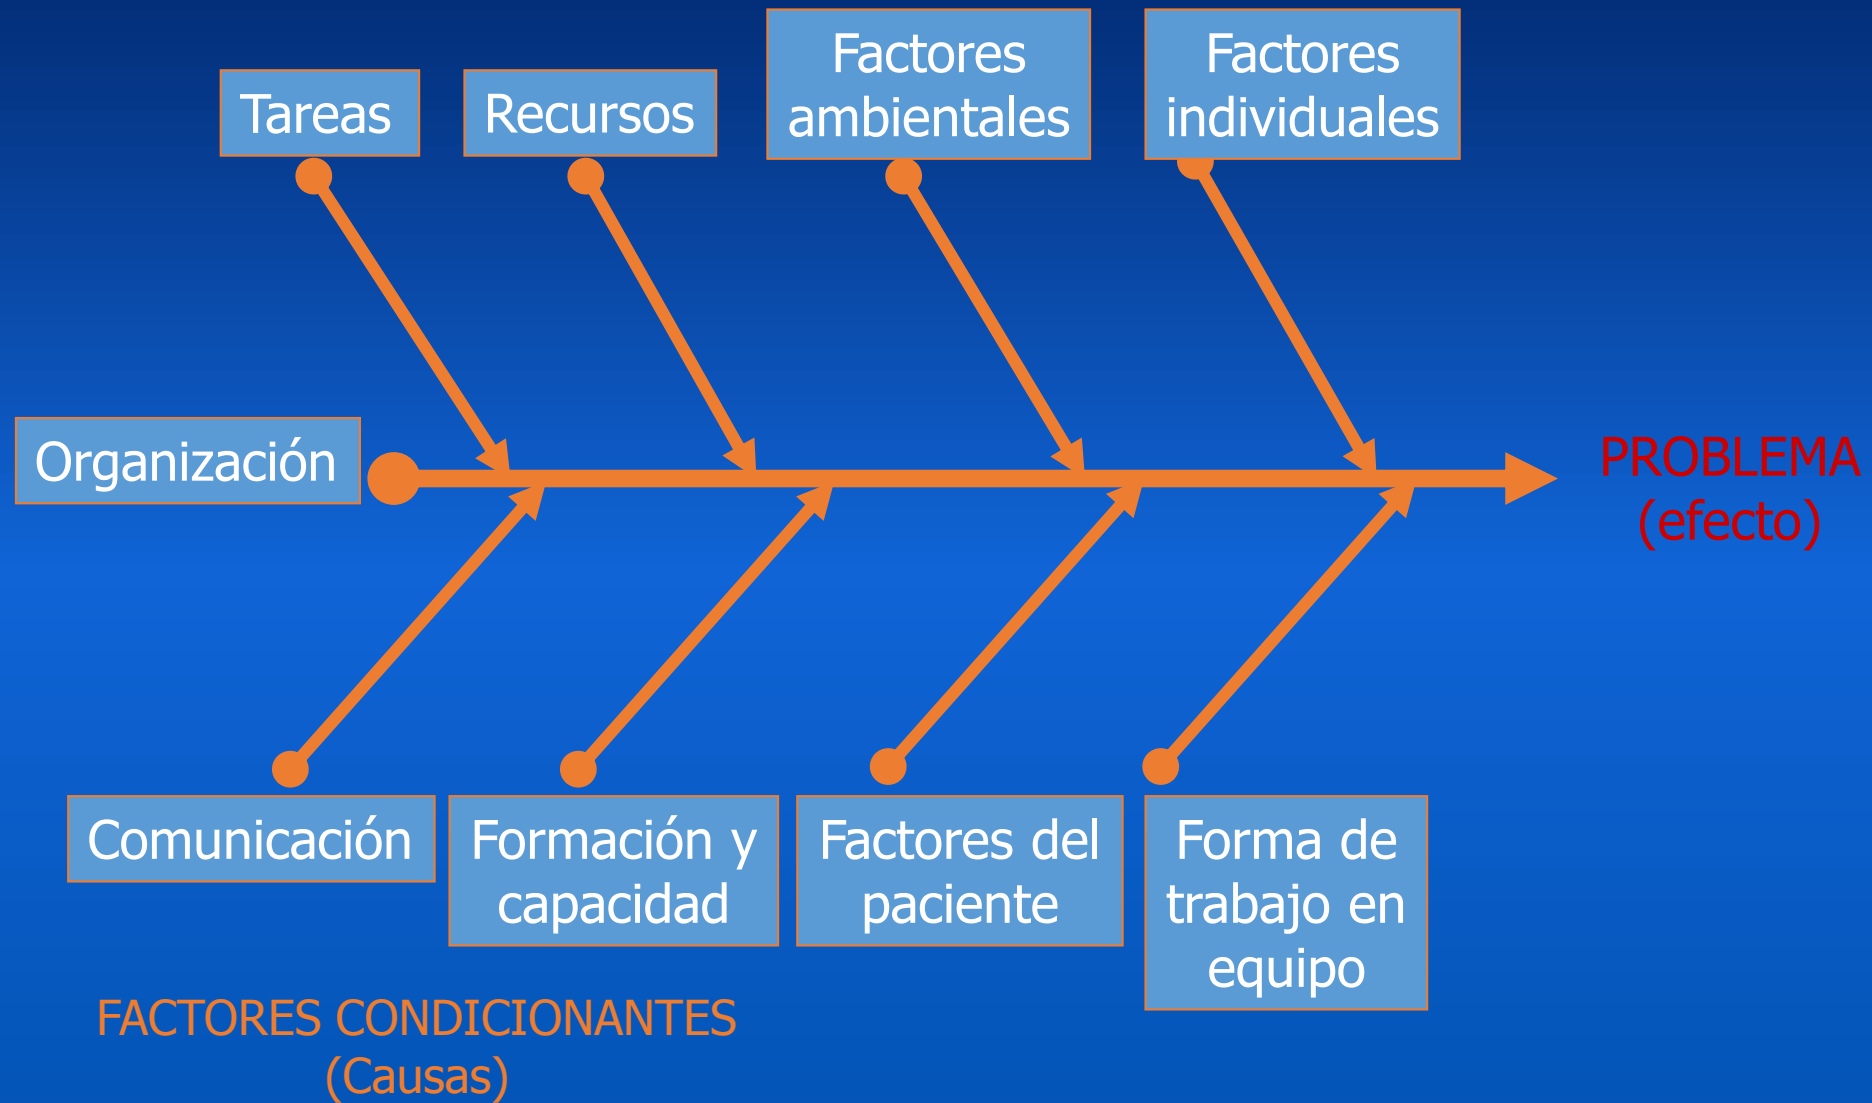 Tareas
Recursos
Factores
ambientales
Factores
individuales
Organización
PROBLEMA
(efecto)
Comunicación
Formación y
capacidad
Factores del
paciente
Forma de
trabajo en
equipo
FACTORES CONDICIONANTES
(Causas)